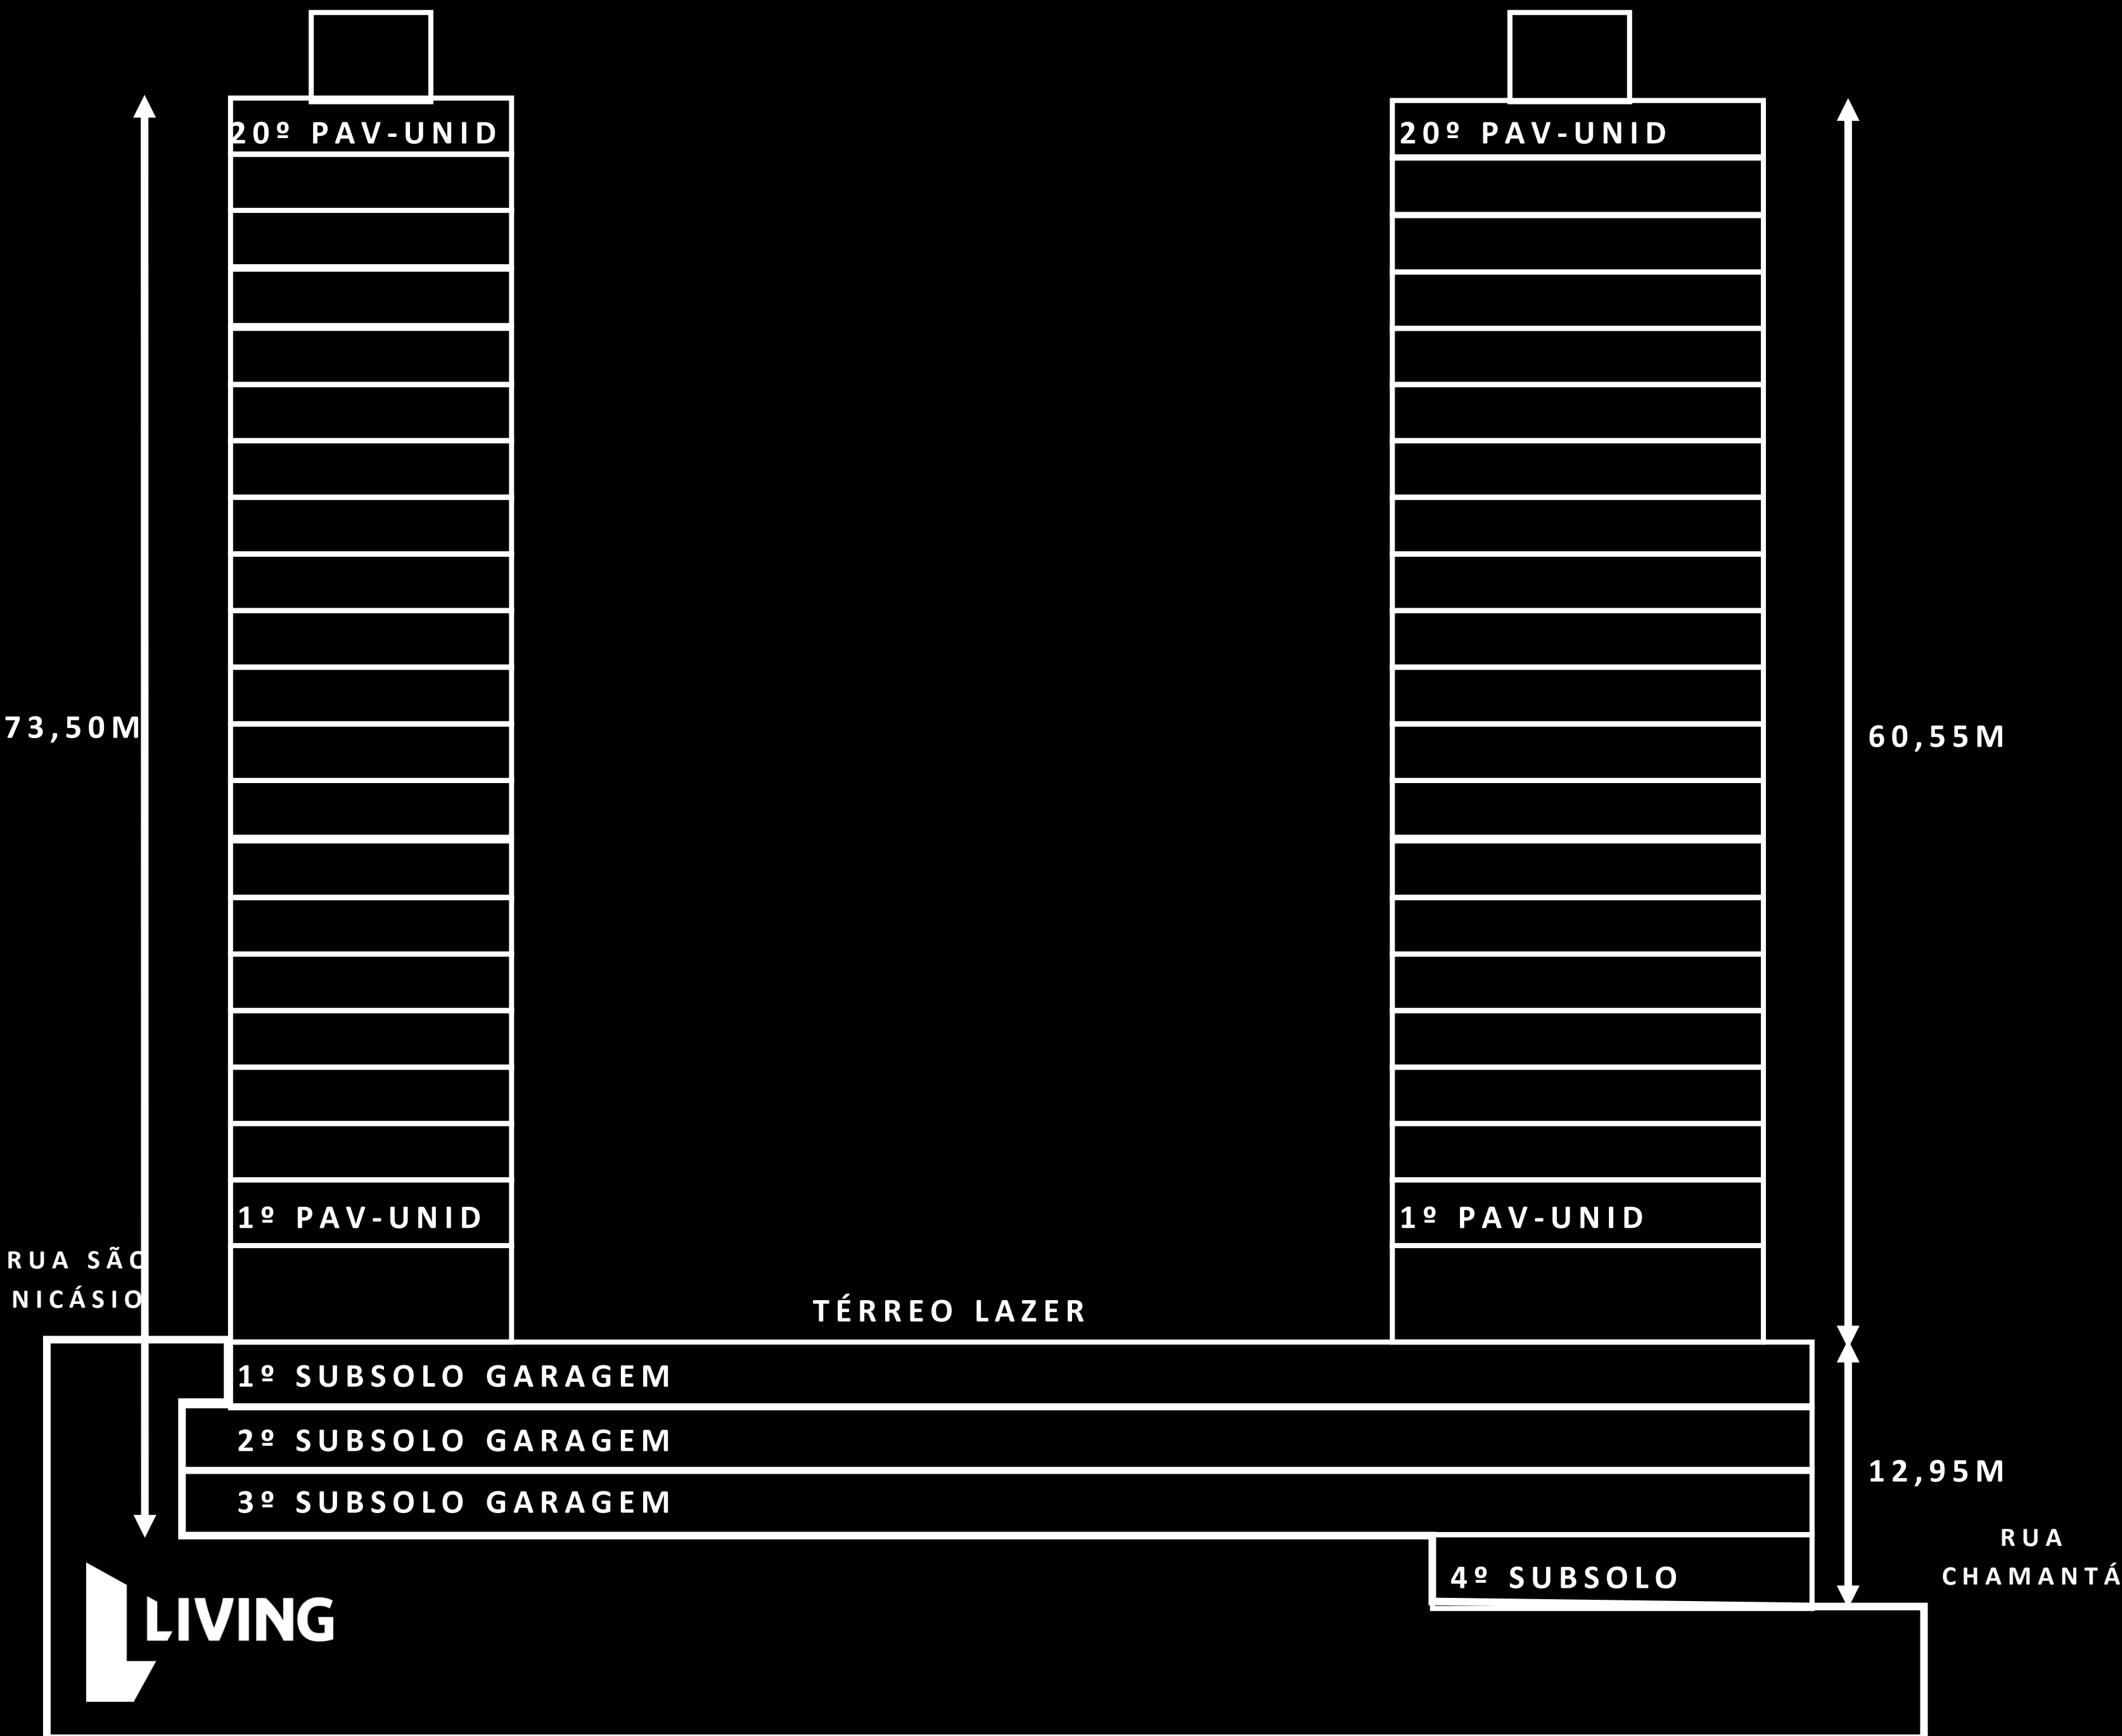 20º PAV-UNID
20º PAV-UNID
73,50M
60,55M
1º PAV-UNID
1º PAV-UNID
RUA SÃO
NICÁSIO
TÉRREO LAZER
1º SUBSOLO GARAGEM
2º SUBSOLO GARAGEM
12,95M
3º SUBSOLO GARAGEM
RUA
CHAMANTÁ
4º SUBSOLO
LIVING